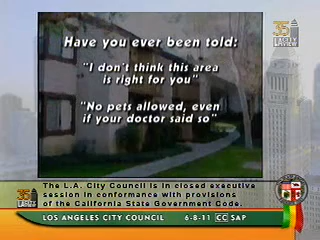 Have you ever been told:
"I don't think this area
is right for you"
"No pets allowed, even
if your doctor said so"
The L.A. City Council is in closed executive
session in conformance with provisions
of the California State Government Code.
LOS ANGELES CITY COUNCIL 6-8-11 CC SAP
35
35